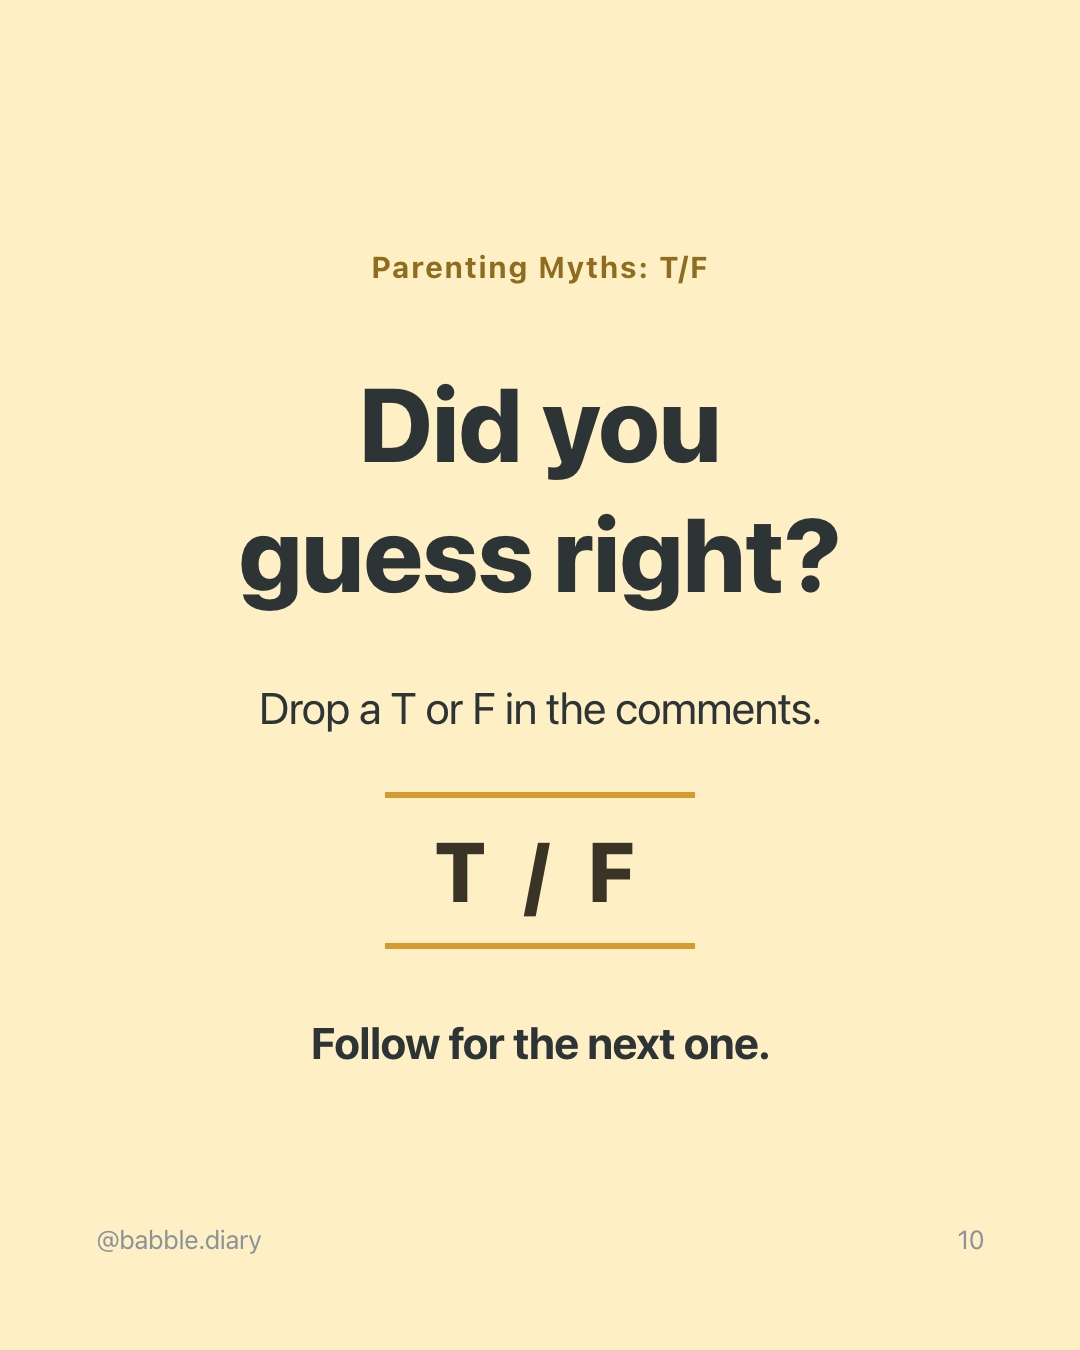 Parenting Myths: T/F
Did you
guess right?
Drop a T or F in the comments.
T / F
Follow for the next one.
@babble.diary
10